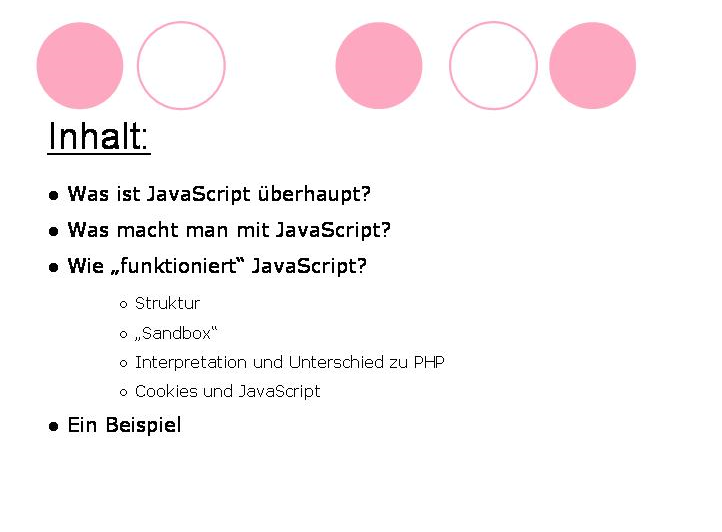 Inhalt:
● Was ist JavaScript überhaupt?
● Was macht man mit JavaScript?
● Wie „funktioniert“ JavaScript?
○ Struktur
○ „Sandbox“
○ Interpretation und Unterschied zu PHP
○ Cookies und JavaScript
● Ein Beispiel